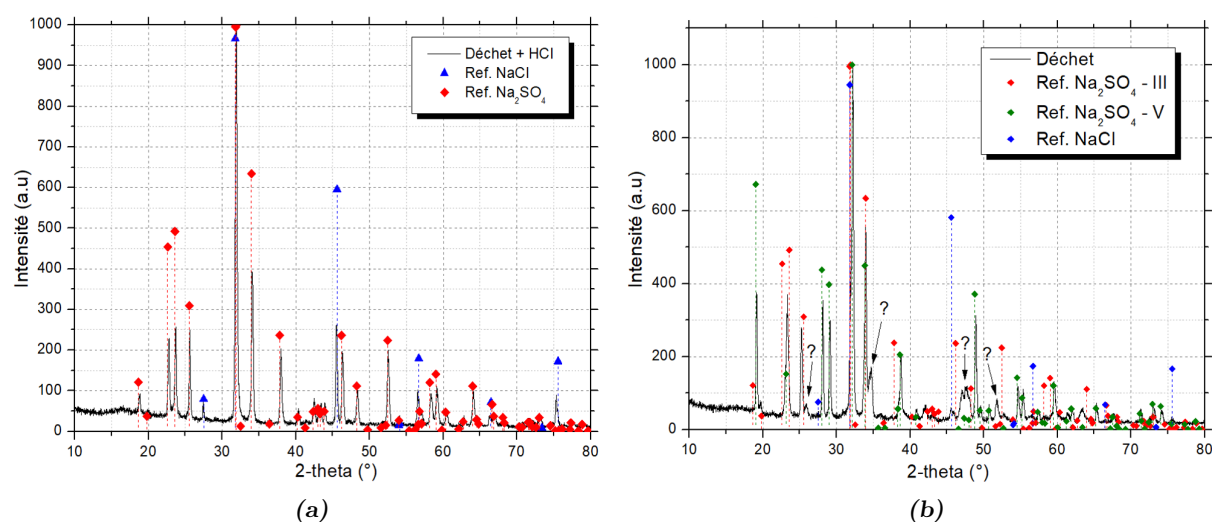 1000
900
800
700
600
500
400
300
200
100
0
10 20 30 40 50 60 70 80
Intensité (a.u)
2-theta (°)
Déchet + HCl
Ref. NaCl
Ref. Na₂SO₄
(a)
1000
800
600
400
200
0
10 20 30 40 50 60 70 80
Intensité (a.u)
2-theta (°)
Déchet
Ref. Na₂SO₄ - III
Ref. Na₂SO₄ - V
Ref. NaCl
?
?
?
?
(b)